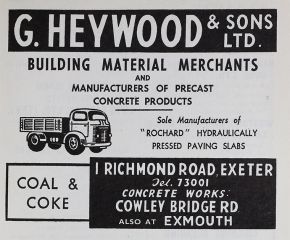 G. HEYWOOD & SONS LTD.
BUILDING MATERIAL MERCHANTS
AND
MANUFACTURERS OF PRECAST
CONCRETE PRODUCTS
Sole Manufacturers of
"ROCHARD" HYDRAULICALLY
PRESSED PAVING SLABS
COAL &
COKE
1 RICHMOND ROAD, EXETER
Tel. 73001
CONCRETE WORKS:
COWLEY BRIDGE RD.
ALSO AT EXMOUTH